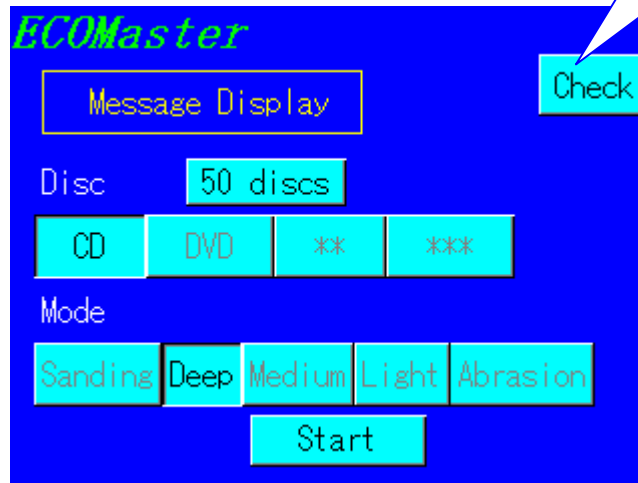 ECOMaster
Check
Message Display
Disc 50 discs
CD DVD ** ***
Mode
Sanding Deep Medium Light Abrasion
Start